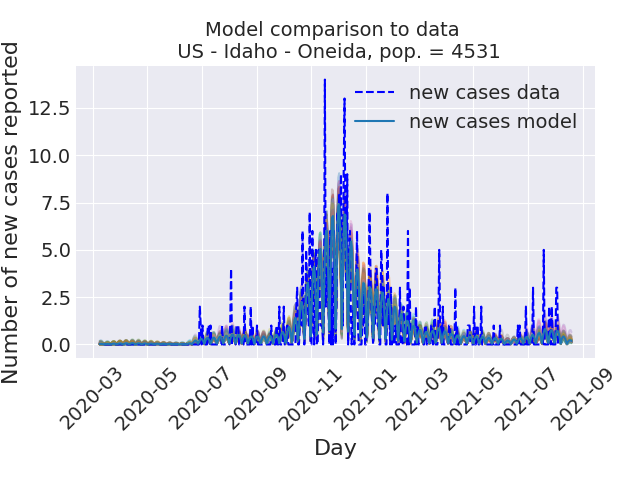 Model comparison to data
US - Idaho - Oneida, pop. = 4531
new cases data
new cases model
Number of new cases reported
12.5
10.0
7.5
5.0
2.5
0.0
2020-03
2020-05
2020-07
2020-09
2020-11
2021-01
2021-03
2021-05
2021-07
2021-09
Day